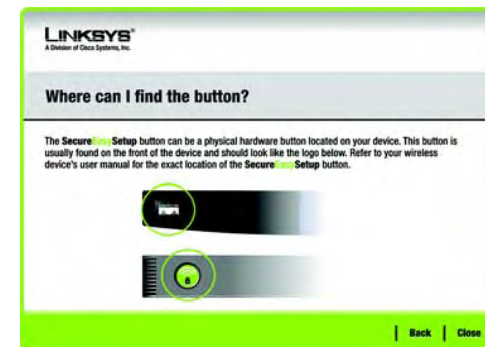 LINKSYS®
A Division of Cisco Systems, Inc.
Where can I find the button?
The SecureEasySetup button can be a physical hardware button located on your device. This button is
usually found on the front of the device and should look like the logo below. Refer to your wireless
device's user manual for the exact location of the SecureEasySetup button.
Back | Close